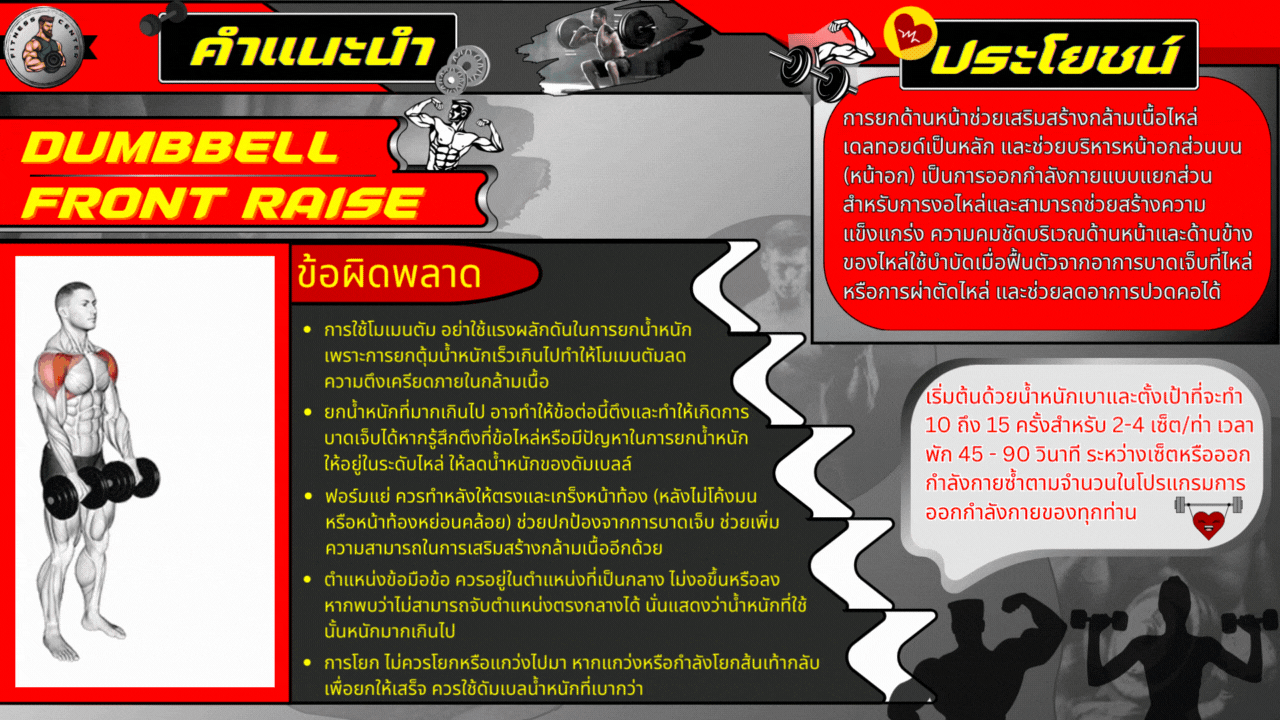 FITNESS CENTER
คำแนะนำ
ประโยชน์
DUMBBELL
FRONT RAISE
การยกด้านหน้าช่วยเสริมสร้างกล้ามเนื้อไหล่
เดลทอยด์เป็นหลัก และช่วยบริหารหน้าอกส่วนบน
(หน้าอก) เป็นการออกกำลังกายแบบแยกส่วน
สำหรับการงอไหล่และสามารถช่วยสร้างความ
แข็งแกร่ง ความคมชัดบริเวณด้านหน้าและด้านข้าง
ของไหล่ใช้บำบัดเมื่อฟื้นตัวจากอาการบาดเจ็บที่ไหล่
หรือการผ่าตัดไหล่ และช่วยลดอาการปวดคอได้
ข้อผิดพลาด
• การใช้โมเมนตัม อย่าใช้แรงผลักดันในการยกน้ำหนัก
เพราะการยกตุ้มน้ำหนักเร็วเกินไปทำให้โมเมนตัมลด
ความตึงเครียดภายในกล้ามเนื้อ
• ยกน้ำหนักที่มากเกินไป อาจทำให้ข้อต่อนี้ตึงและทำให้เกิดการ
บาดเจ็บได้หากรู้สึกตึงที่ข้อไหล่หรือมีปัญหาในการยกน้ำหนัก
ให้อยู่ในระดับไหล่ ให้ลดน้ำหนักของดัมเบลล์
• ฟอร์มแย่ ควรทำหลังให้ตรงและเกร็งหน้าท้อง (หลังไม่โค้งมน
หรือหน้าท้องหย่อนคล้อย) ช่วยปกป้องจากการบาดเจ็บ ช่วยเพิ่ม
ความสามารถในการเสริมสร้างกล้ามเนื้ออีกด้วย
• ตำแหน่งข้อมือข้อ ควรอยู่ในตำแหน่งที่เป็นกลาง ไม่งอขึ้นหรือลง
หากพบว่าไม่สามารถจับตำแหน่งตรงกลางได้ นั่นแสดงว่าน้ำหนักที่ใช้
นั้นหนักมากเกินไป
• การโยก ไม่ควรโยกหรือแกว่งไปมา หากแกว่งหรือกำลังโยกส้นเท้ากลับ
เพื่อยกให้เสร็จ ควรใช้ดัมเบลน้ำหนักที่เบากว่า
เริ่มต้นด้วยน้ำหนักเบาและตั้งเป้าที่จะทำ
10 ถึง 15 ครั้งสำหรับ 2-4 เซ็ต/ท่า เวลา
พัก 45 - 90 วินาที ระหว่างเซ็ตหรือออก
กำลังกายซ้ำตามจำนวนในโปรแกรมการ
ออกกำลังกายของทุกท่าน